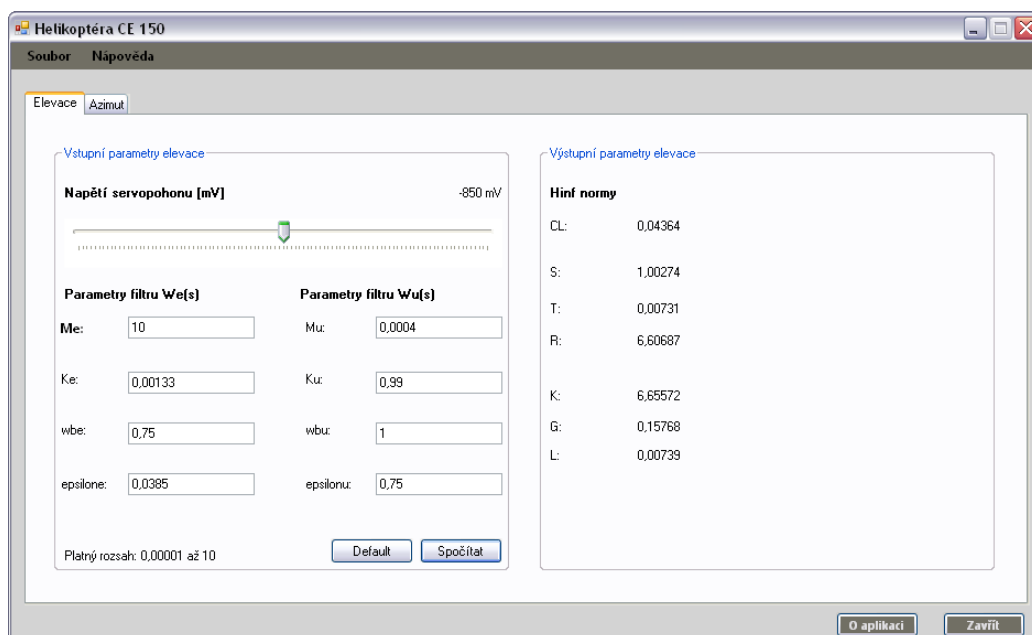 Helikoptéra CE 150
Soubor Nápověda
Elevace Azimut
Vstupní parametry elevace
Napětí servopohonu [mV] -850 mV
Parametry filtru We(s) Parametry filtru Wu(s)
Me: 10 Mu: 0,0004
Ke: 0,00133 Ku: 0,99
wbe: 0,75 wbu: 1
epsilone: 0,0385 epsilonu: 0,75
Platný rozsah: 0,00001 až 10 Default Spočítat
Výstupní parametry elevace
Hinf normy
CL: 0,04364
S: 1,00274
T: 0,00731
R: 6,60687
K: 6,65572
G: 0,15768
L: 0,00739
O aplikaci Zavřít